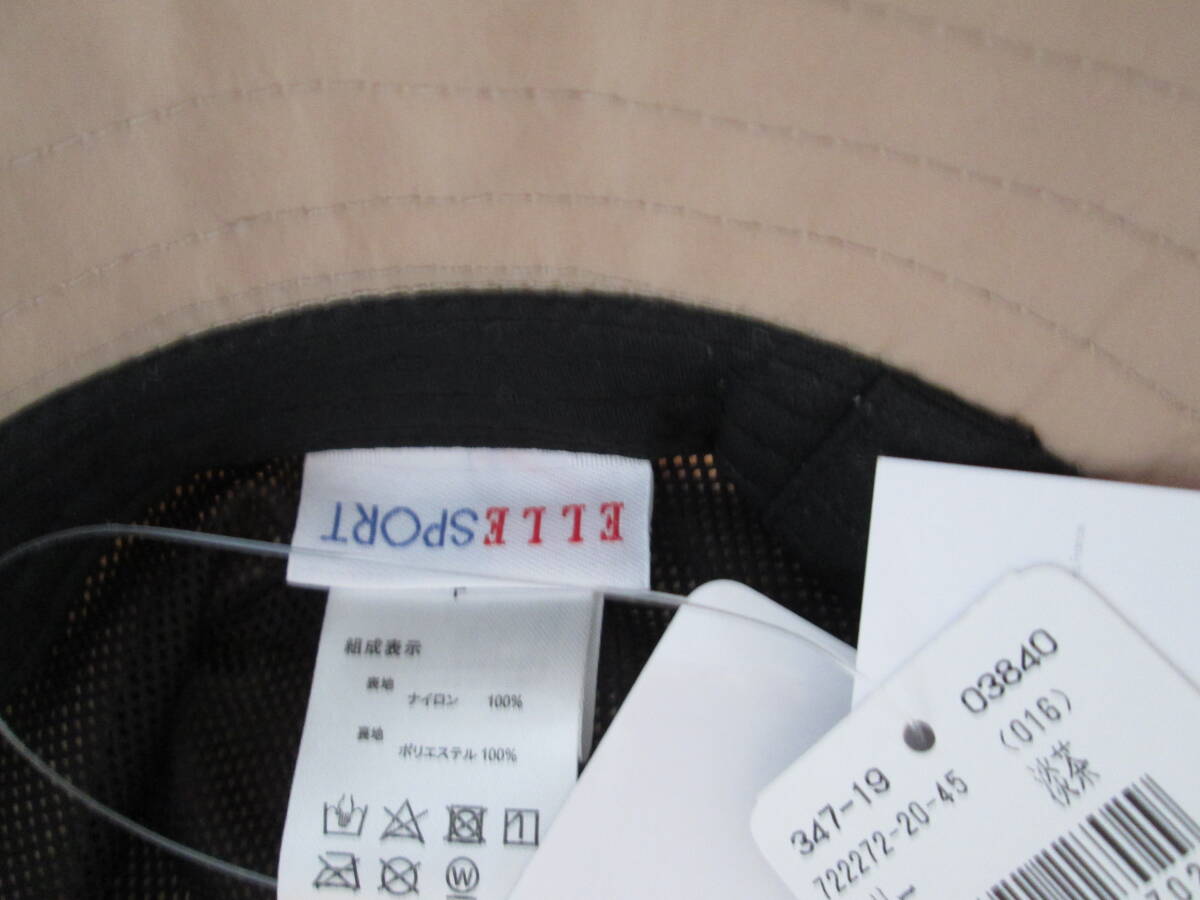 ELLESPORT
F
組成表示
裏地
ナイロン 100%
裏地
ポリエステル 100%
W
03840
(016)
淡茶
347-19
722272-20-45